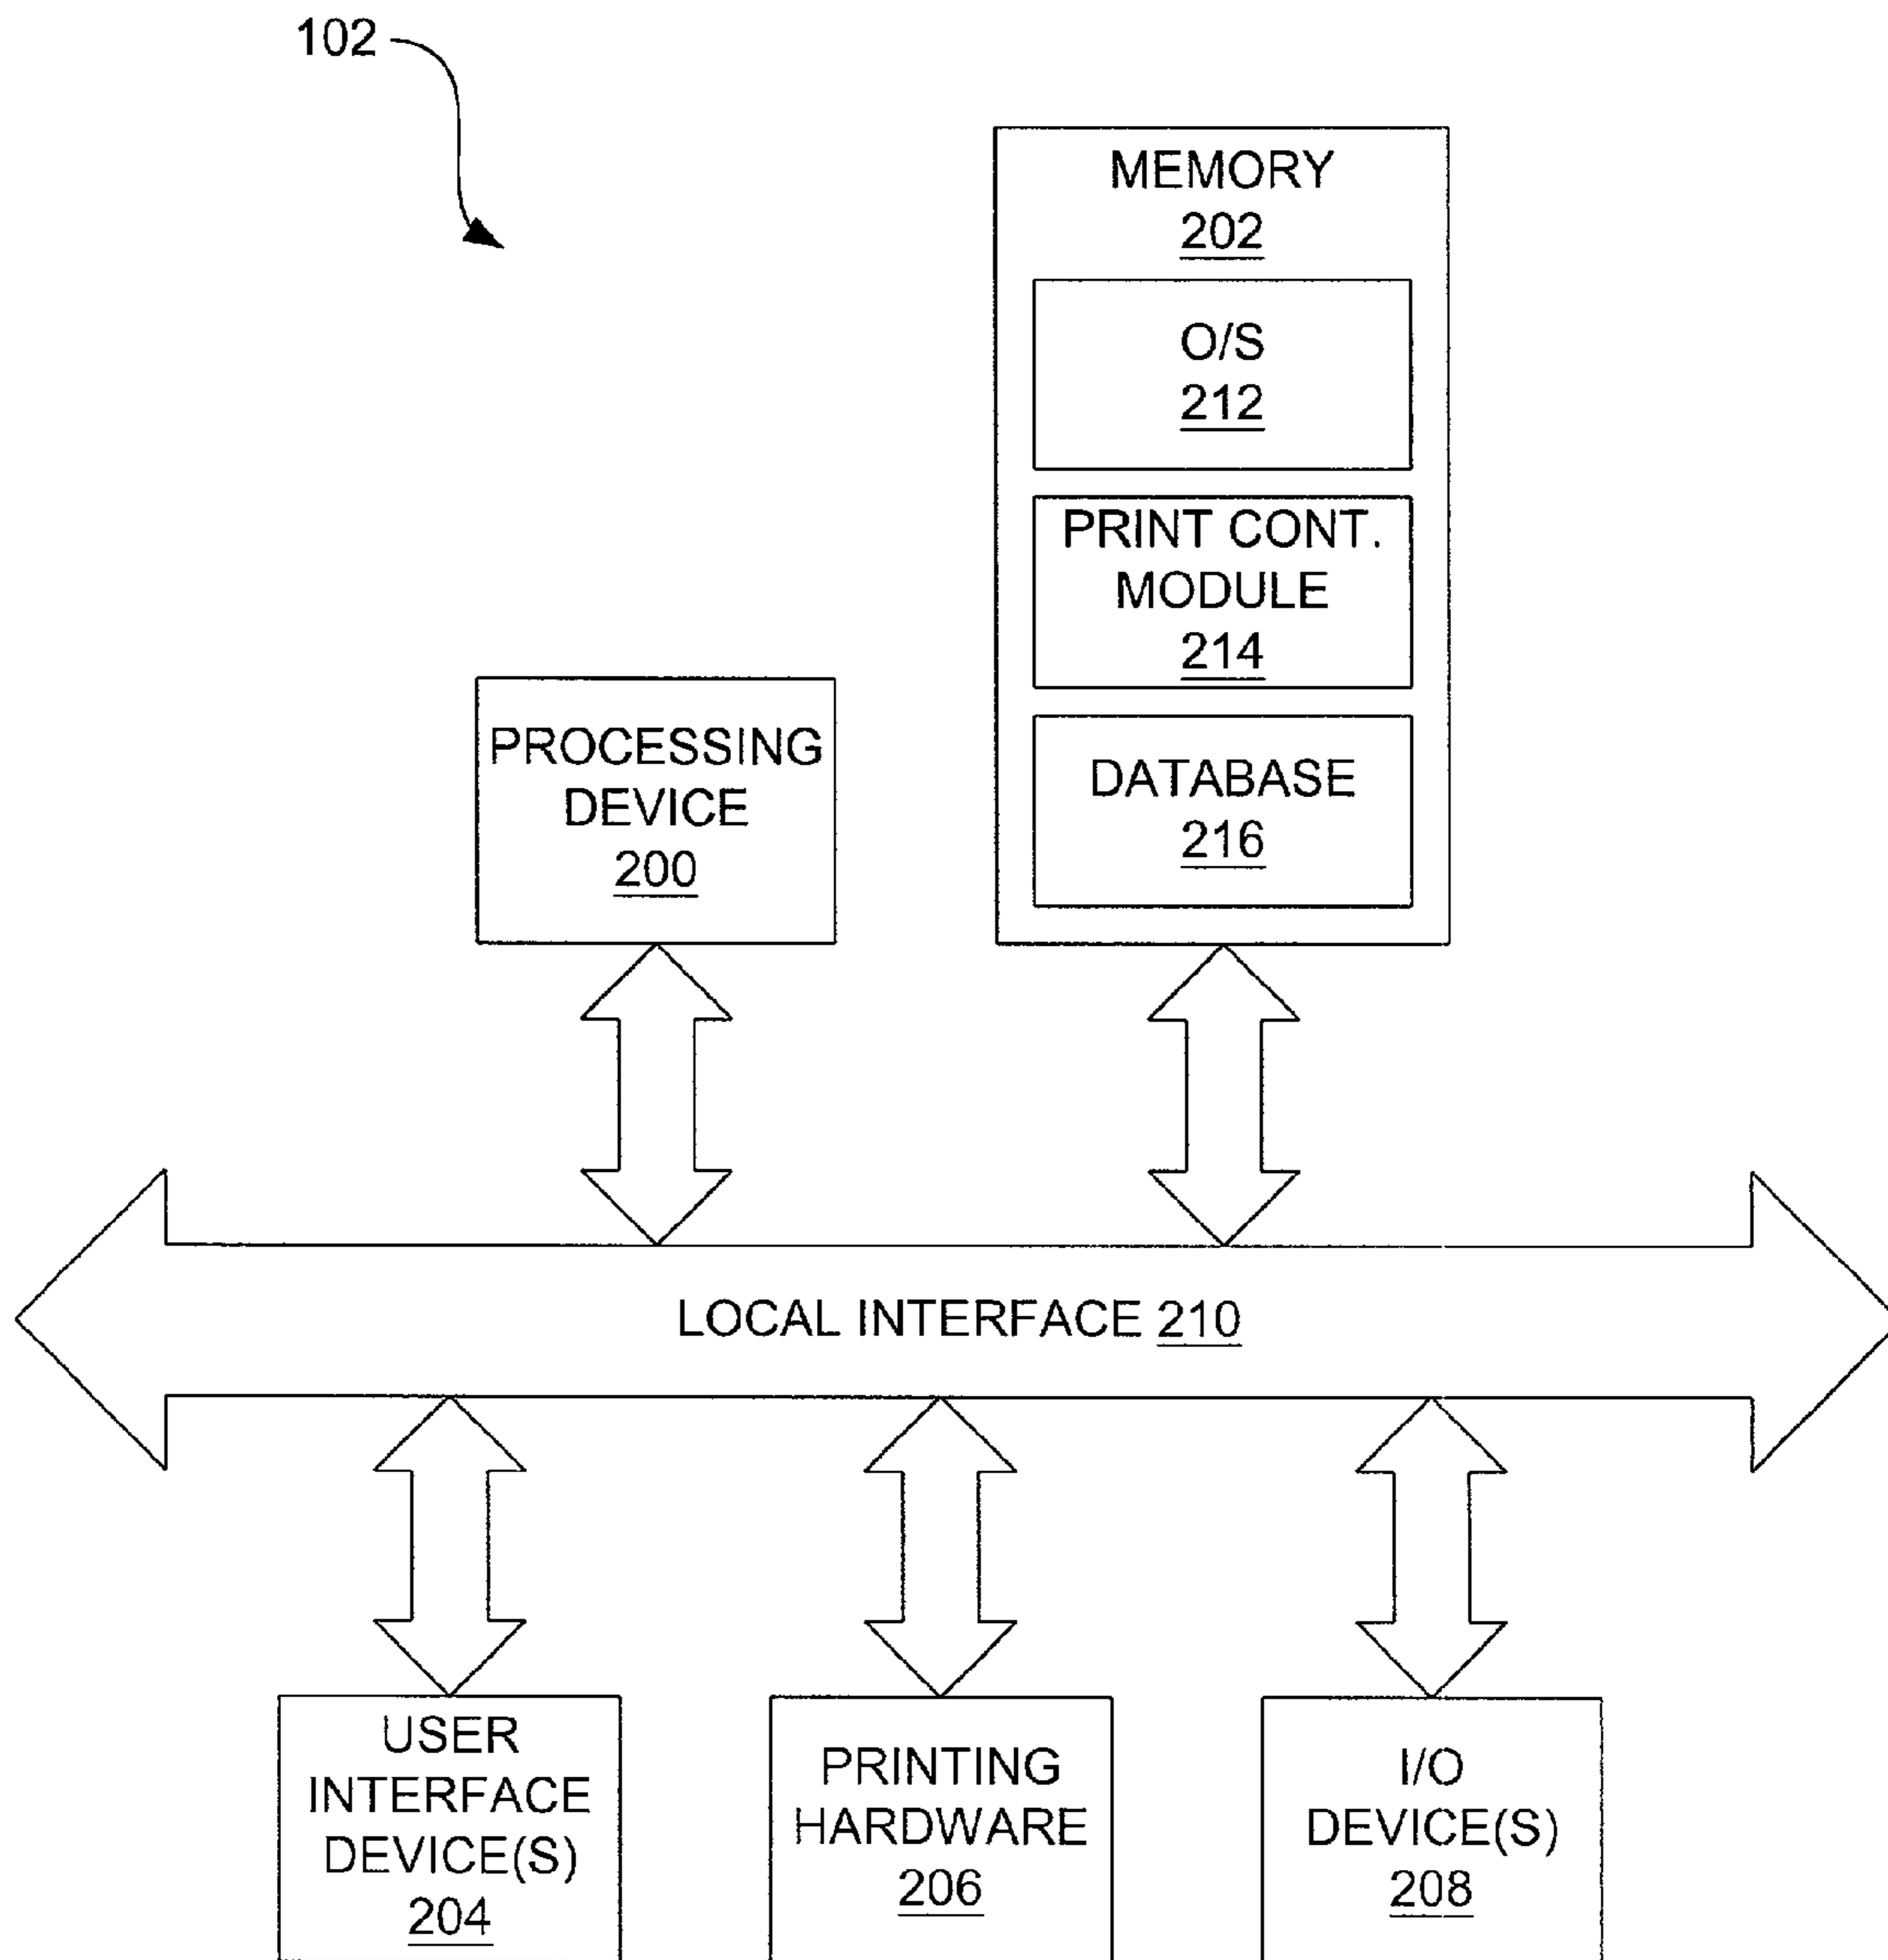 102
MEMORY
202
O/S
212
PRINT CONT.
MODULE
214
DATABASE
216
PROCESSING
DEVICE
200
LOCAL INTERFACE 210
USER
INTERFACE
DEVICE(S)
204
PRINTING
HARDWARE
206
I/O
DEVICE(S)
208